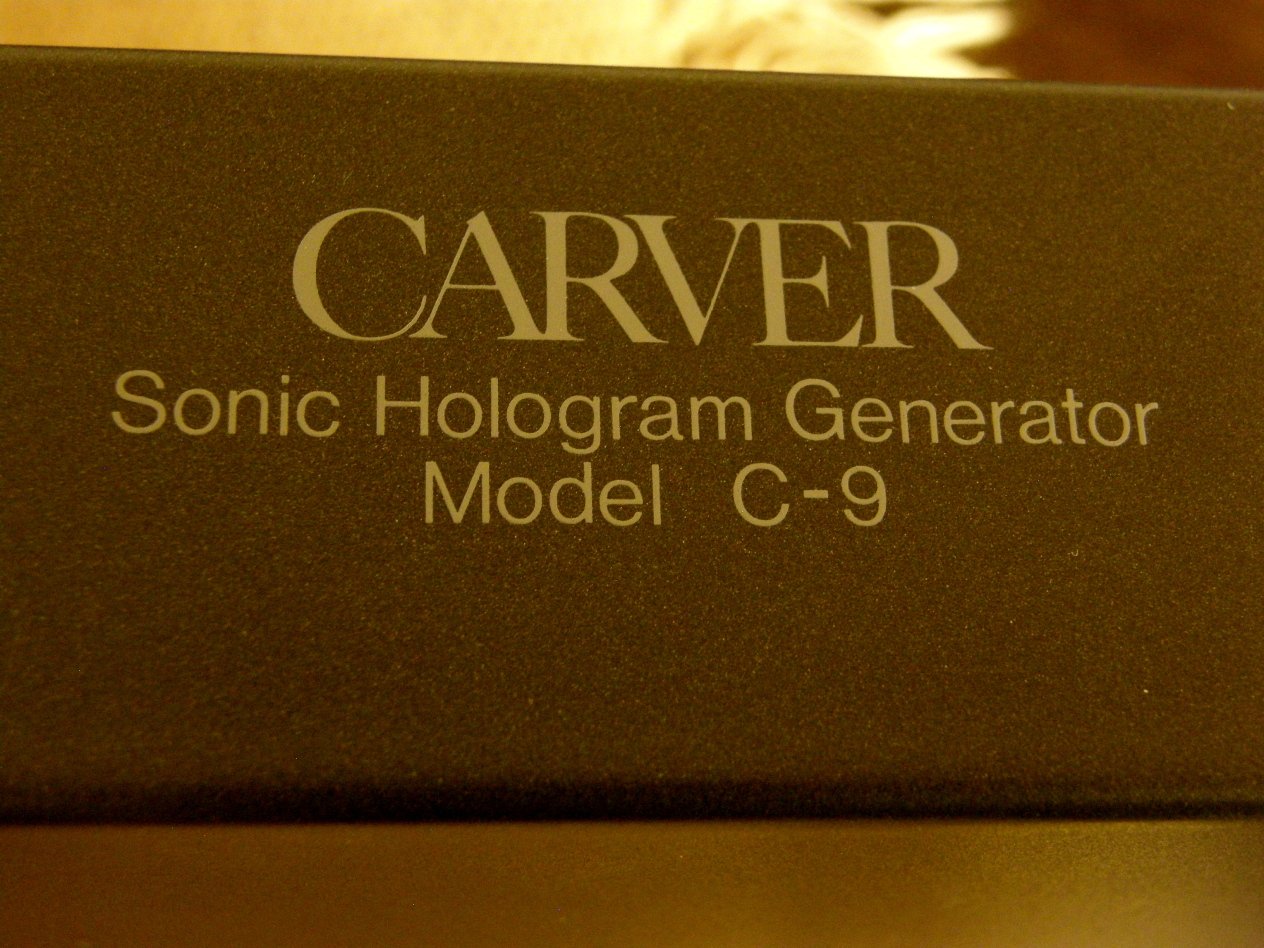 CARVER
Sonic Hologram Generator
Model C-9